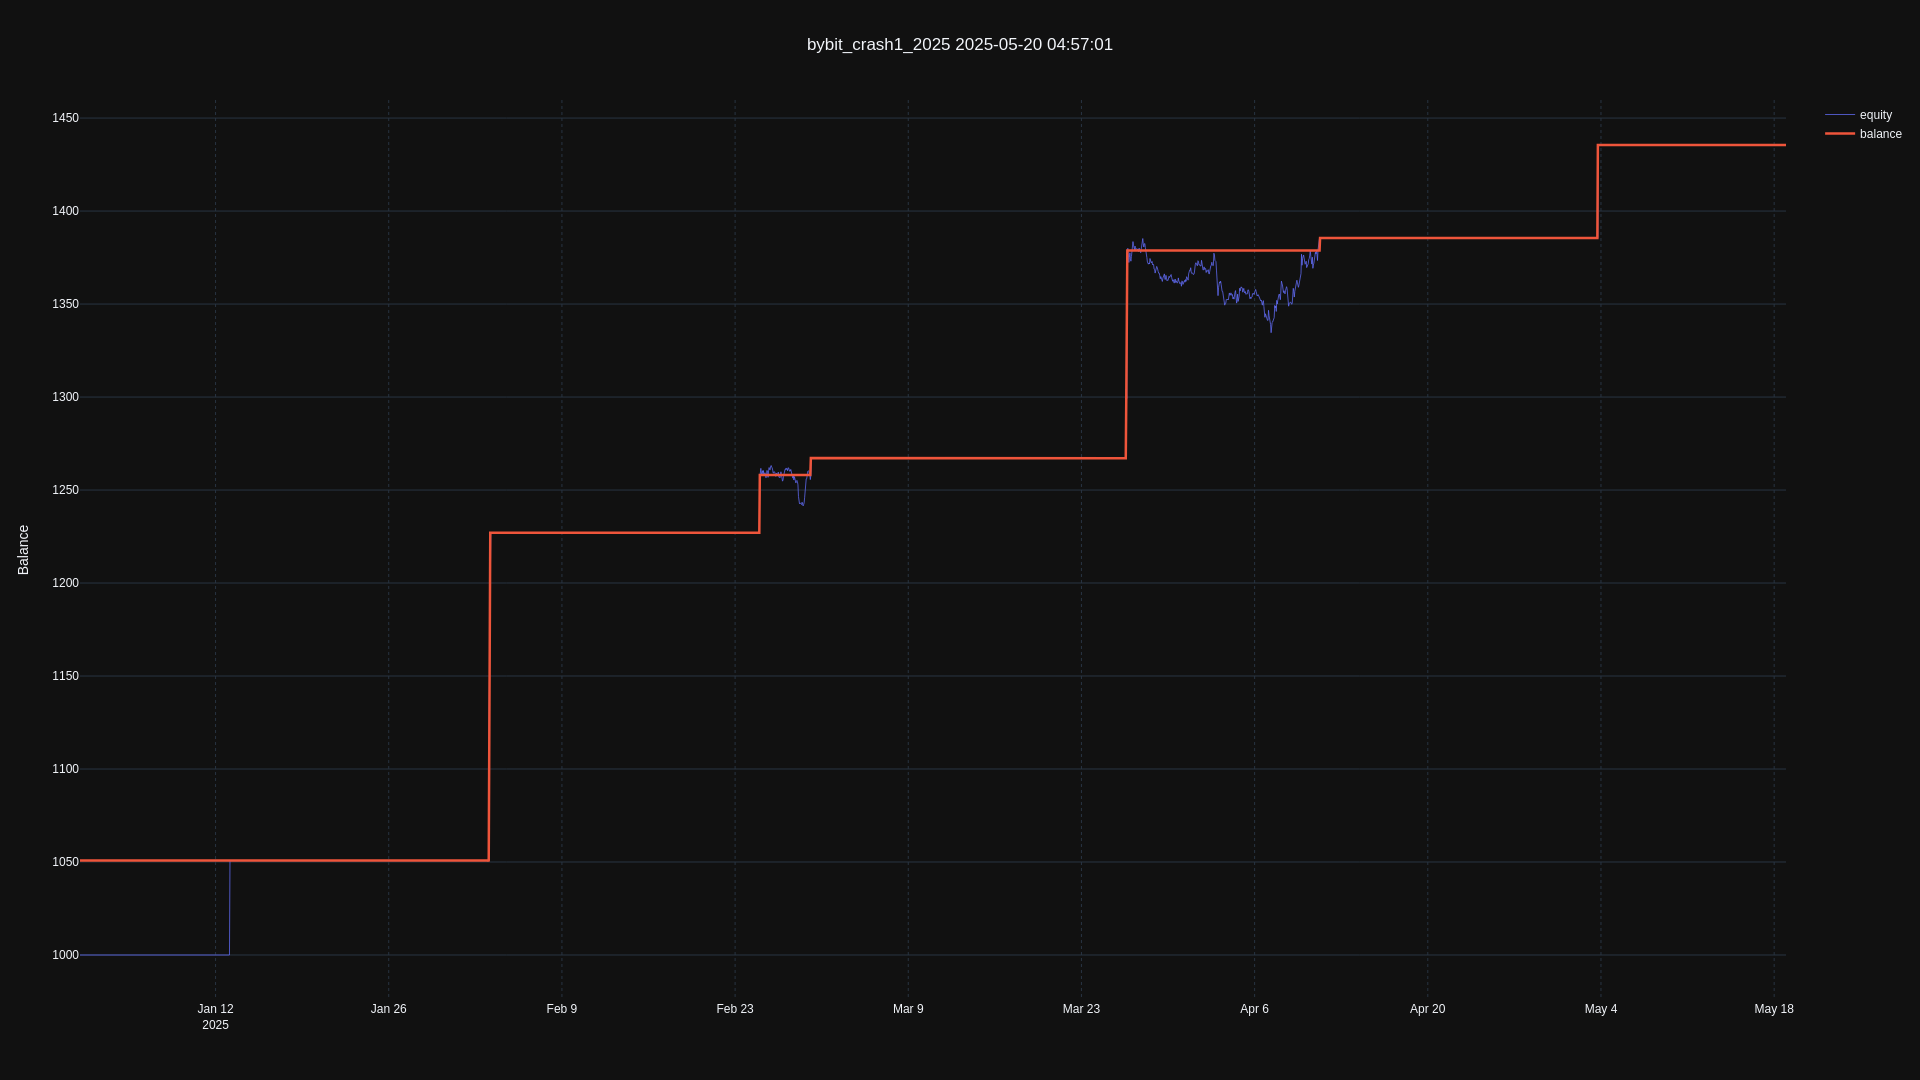 bybit_crash1_2025 2025-05-20 04:57:01
equity
balance
1450
1400
1350
1300
1250
1200
1150
1100
1050
1000
Balance
Jan 12
2025
Jan 26
Feb 9
Feb 23
Mar 9
Mar 23
Apr 6
Apr 20
May 4
May 18